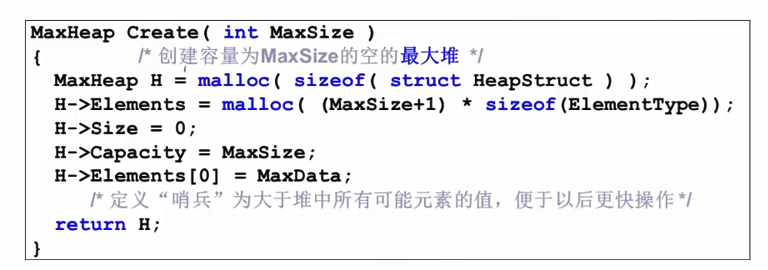 MaxHeap Create( int MaxSize )
{ /* 创建容量为MaxSize的空的最大堆 */
MaxHeap H = malloc( sizeof( struct HeapStruct ) );
H->Elements = malloc( (MaxSize+1) * sizeof(ElementType));
H->Size = 0;
H->Capacity = MaxSize;
H->Elements[0] = MaxData;
/* 定义“哨兵”为大于堆中所有可能元素的值，便于以后更快操作 */
return H;
}